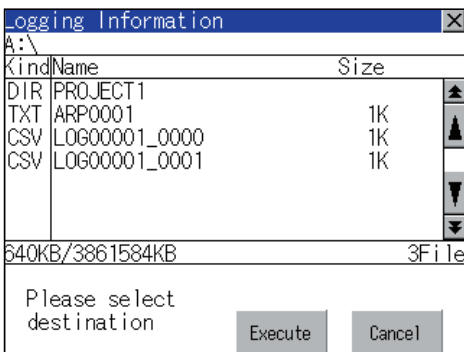 Logging Information
A:\
Kind Name Size
DIR PROJECT1
TXT ARP0001 1K
CSV LOG00001_0000 1K
CSV LOG00001_0001 1K
640KB/3861584KB 3File
Please select
destination
Execute Cancel